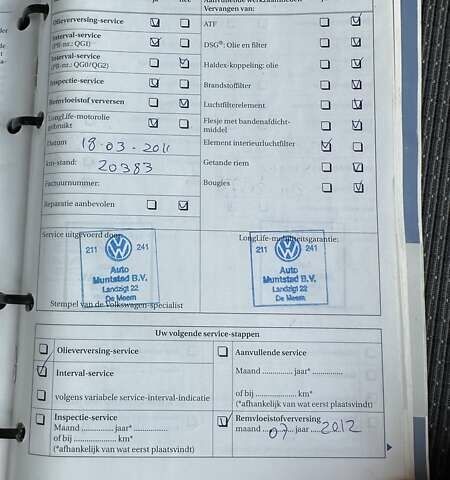 ja nee
Olieverversing-service
Interval-service
(PR-nr.: QG1)
Interval-service
(PR-nr.: QG0/QG2)
Inspectie-service
Remvloeistof verversen
LongLife-motorolie
gebruikt
Datum 18-03-2011
km-stand: 20383
Factuurnummer:
Reparatie aanbevolen
Aanvullende werkzaamheden
Vervangen van:
ATF
DSG®: Olie en filter
Haldex-koppeling: olie
Brandstoffilter
Luchtfilterelement
Flesje met bandenafdicht-
middel
Element interieurluchtfilter
Getande riem
Bougies
Service uitgevoerd door:
211 241
Auto
Muntstad B.V.
Landzigt 22
De Meern
Stempel van de Volkswagen-specialist
LongLife-mobiliteitsgarantie:
211 241
Auto
Muntstad B.V.
Landzigt 22
De Meern
Uw volgende service-stappen
Olieverversing-service
Interval-service
volgens variabele service-interval-indicatie
Inspectie-service
Maand ............ jaar* ............
of bij ............... km*
(*afhankelijk van wat eerst plaatsvindt)
Aanvullende service
Maand ............ jaar* ............
of bij ............... km*
(*afhankelijk van wat eerst plaatsvindt)
Remvloeistofverversing
maand 07 jaar 2012